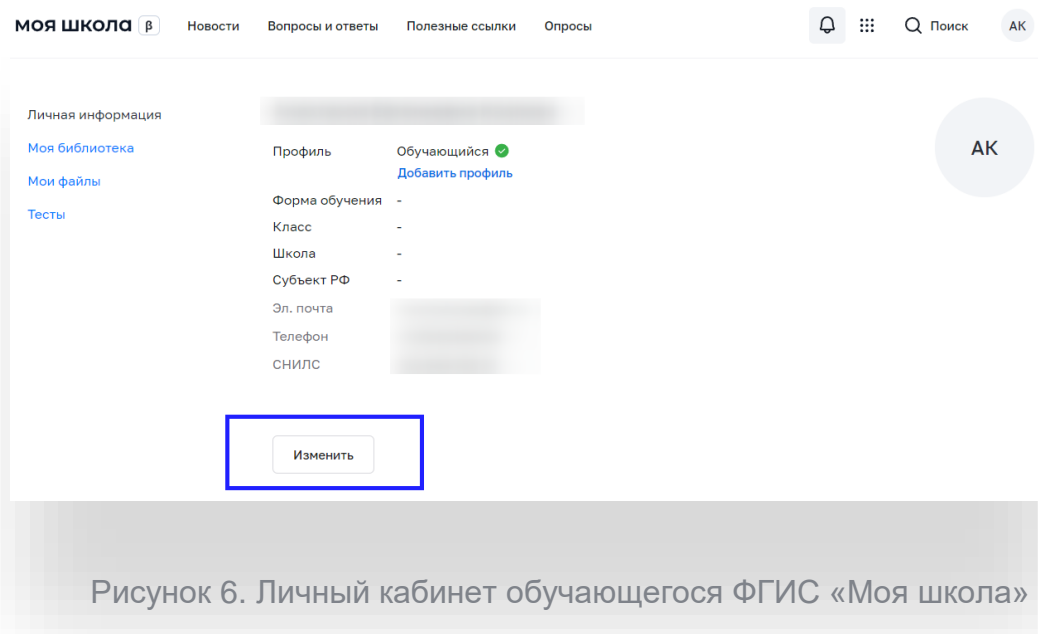 моя школа β Новости Вопросы и ответы Полезные ссылки Опросы Поиск АК
Личная информация
Моя библиотека
Мои файлы
Тесты
Профиль Обучающийся
Добавить профиль
Форма обучения -
Класс -
Школа -
Субъект РФ -
Эл. почта
Телефон
СНИЛС
АК
Изменить
Рисунок 6. Личный кабинет обучающегося ФГИС «Моя школа»